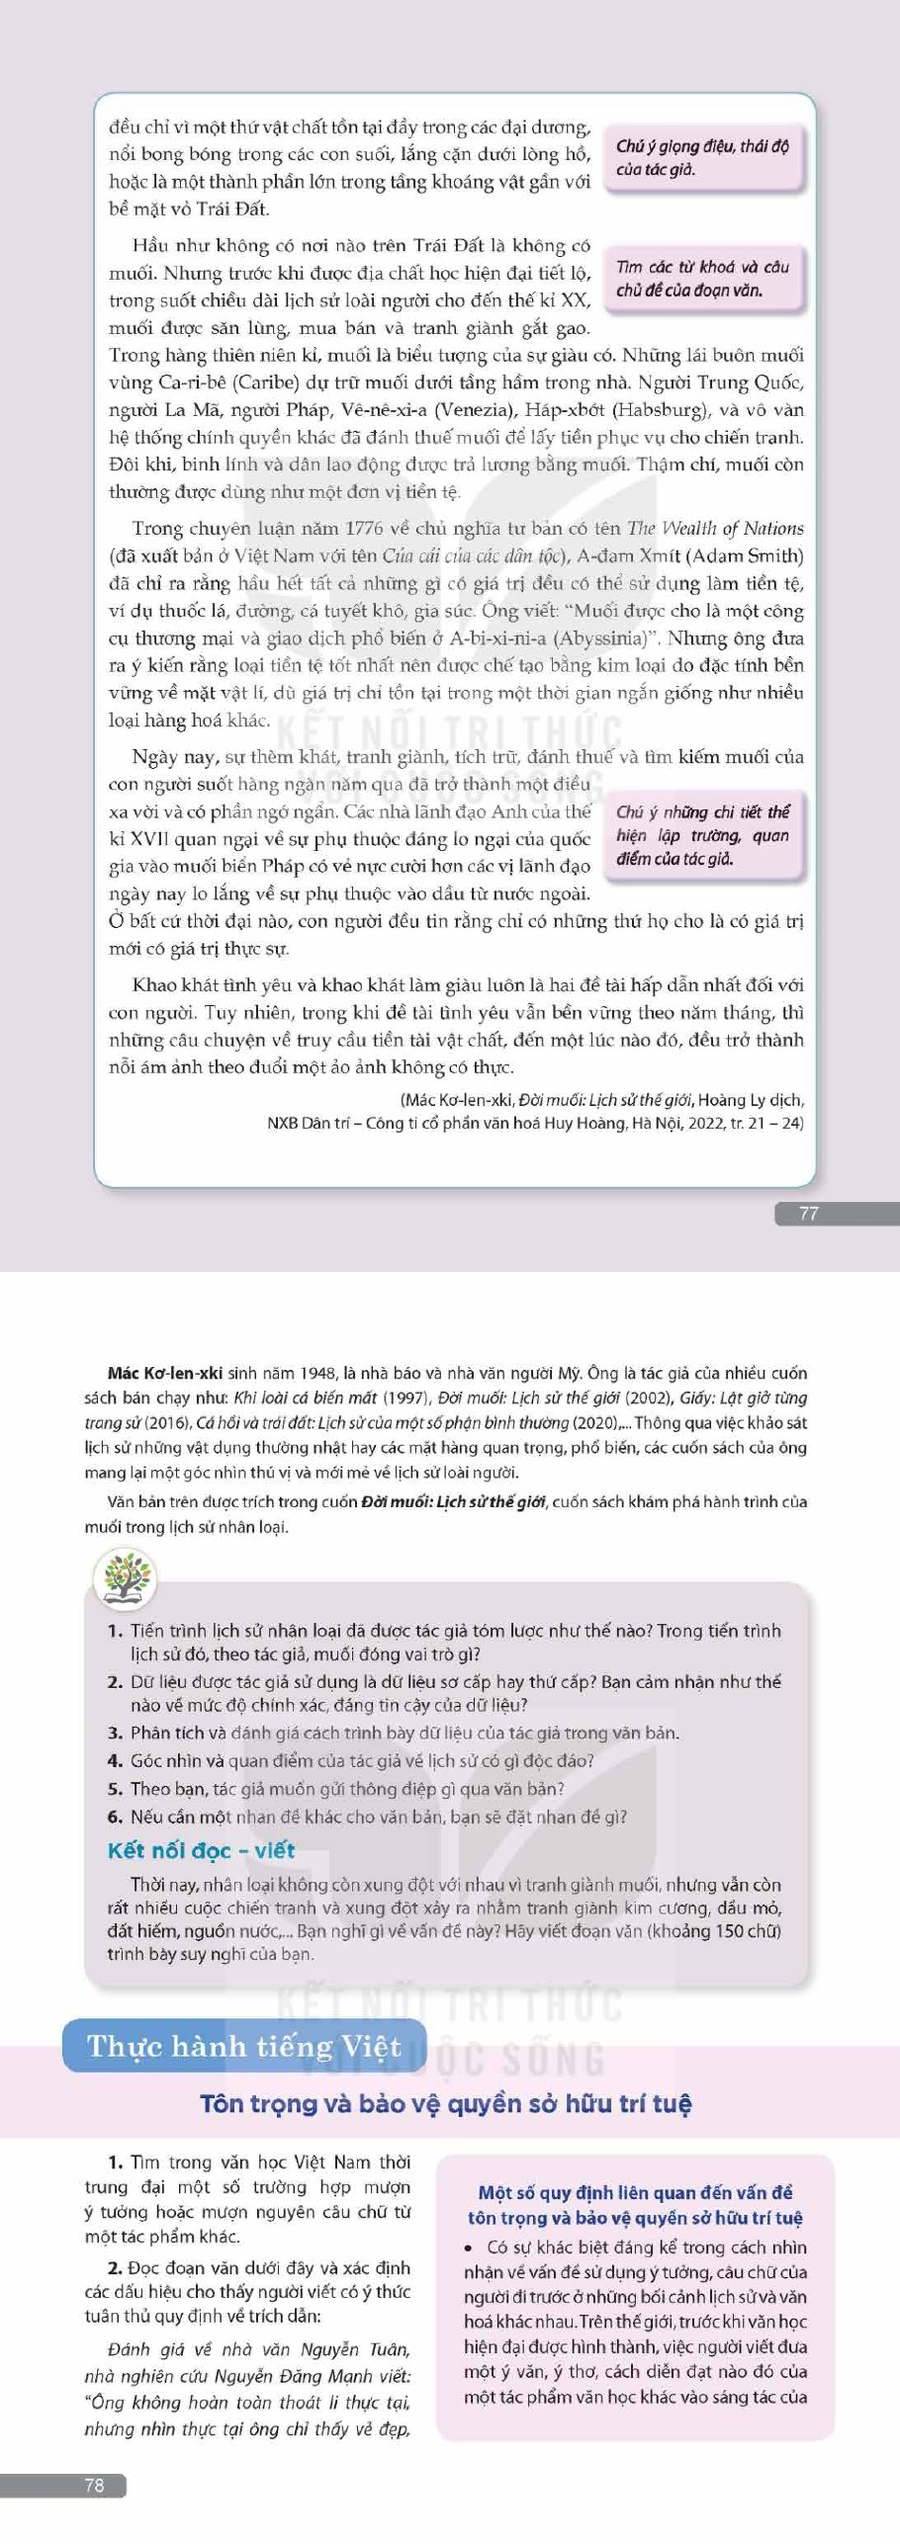 đều chỉ vì một thứ vật chất tồn tại đầy trong các đại dương,
nổi bong bóng trong các con suối, lắng cặn dưới lòng hồ,
hoặc là một thành phần lớn trong tầng khoáng vật gần với
bề mặt vỏ Trái Đất.
Chú ý giọng điệu, thái độ
của tác giả.
Hầu như không có nơi nào trên Trái Đất là không có
muối. Nhưng trước khi được địa chất học hiện đại tiết lộ,
trong suốt chiều dài lịch sử loài người cho đến thế kỉ XX,
muối được săn lùng, mua bán và tranh giành gắt gao.
Tìm các từ khoá và câu
chủ đề của đoạn văn.
Trong hàng thiên niên kỉ, muối là biểu tượng của sự giàu có. Những lái buôn muối
vùng Ca-ri-bê (Caribe) dự trữ muối dưới tầng hầm trong nhà. Người Trung Quốc,
người La Mã, người Pháp, Vê-nê-xi-a (Venezia), Háp-xbớt (Habsburg), và vô vàn
hệ thống chính quyền khác đã đánh thuế muối để lấy tiền phục vụ cho chiến tranh.
Đôi khi, binh lính và dân lao động được trả lương bằng muối. Thậm chí, muối còn
thường được dùng như một đơn vị tiền tệ.
Trong chuyên luận năm 1776 về chủ nghĩa tư bản có tên The Wealth of Nations
(đã xuất bản ở Việt Nam với tên Của cải của các dân tộc), A-đam Xmít (Adam Smith)
đã chỉ ra rằng hầu hết tất cả những gì có giá trị đều có thể sử dụng làm tiền tệ,
ví dụ thuốc lá, đường, cá tuyết khô, gia súc. Ông viết: “Muối được cho là một công
cụ thương mại và giao dịch phổ biến ở A-bi-xi-ni-a (Abyssinia)”. Nhưng ông đưa
ra ý kiến rằng loại tiền tệ tốt nhất nên được chế tạo bằng kim loại do đặc tính bền
vững về mặt vật lí, dù giá trị chỉ tồn tại trong một thời gian ngắn giống như nhiều
loại hàng hoá khác.
KẾT NỐI TRI THỨC
VỚI CUỘC SỐNG
Ngày nay, sự thèm khát, tranh giành, tích trữ, đánh thuế và tìm kiếm muối của
con người suốt hàng ngàn năm qua đã trở thành một điều
xa vời và có phần ngớ ngẩn. Các nhà lãnh đạo Anh của thế
kỉ XVII quan ngại về sự phụ thuộc đáng lo ngại của quốc
gia vào muối biển Pháp có vẻ nực cười hơn các vị lãnh đạo
ngày nay lo lắng về sự phụ thuộc vào dầu từ nước ngoài.
Chú ý những chi tiết thể
hiện lập trường, quan
điểm của tác giả.
Ở bất cứ thời đại nào, con người đều tin rằng chỉ có những thứ họ cho là có giá trị
mới có giá trị thực sự.
Khao khát tình yêu và khao khát làm giàu luôn là hai đề tài hấp dẫn nhất đối với
con người. Tuy nhiên, trong khi đề tài tình yêu vẫn bền vững theo năm tháng, thì
những câu chuyện về truy cầu tiền tài vật chất, đến một lúc nào đó, đều trở thành
nỗi ám ảnh theo đuổi một ảo ảnh không có thực.
(Mác Kơ-len-xki, Đời muối: Lịch sử thế giới, Hoàng Ly dịch,
NXB Dân trí – Công ti cổ phần văn hoá Huy Hoàng, Hà Nội, 2022, tr. 21 – 24)
77
Mác Kơ-len-xki sinh năm 1948, là nhà báo và nhà văn người Mỹ. Ông là tác giả của nhiều cuốn
sách bán chạy như: Khi loài cá biến mất (1997), Đời muối: Lịch sử thế giới (2002), Giấy: Lật giở từng
trang sử (2016), Cá hồi và trái đất: Lịch sử của một số phận bình thường (2020),... Thông qua việc khảo sát
lịch sử những vật dụng thường nhật hay các mặt hàng quan trọng, phổ biến, các cuốn sách của ông
mang lại một góc nhìn thú vị và mới mẻ về lịch sử loài người.
Văn bản trên được trích trong cuốn Đời muối: Lịch sử thế giới, cuốn sách khám phá hành trình của
muối trong lịch sử nhân loại.
1. Tiến trình lịch sử nhân loại đã được tác giả tóm lược như thế nào? Trong tiến trình
lịch sử đó, theo tác giả, muối đóng vai trò gì?
2. Dữ liệu được tác giả sử dụng là dữ liệu sơ cấp hay thứ cấp? Bạn cảm nhận như thế
nào về mức độ chính xác, đáng tin cậy của dữ liệu?
3. Phân tích và đánh giá cách trình bày dữ liệu của tác giả trong văn bản.
4. Góc nhìn và quan điểm của tác giả về lịch sử có gì độc đáo?
5. Theo bạn, tác giả muốn gửi thông điệp gì qua văn bản?
6. Nếu cần một nhan đề khác cho văn bản, bạn sẽ đặt nhan đề gì?
Kết nối đọc – viết
Thời nay, nhân loại không còn xung đột với nhau vì tranh giành muối, nhưng vẫn còn
rất nhiều cuộc chiến tranh và xung đột xảy ra nhằm tranh giành kim cương, dầu mỏ,
đất hiếm, nguồn nước,... Bạn nghĩ gì về vấn đề này? Hãy viết đoạn văn (khoảng 150 chữ)
trình bày suy nghĩ của bạn.
KẾT NỐI TRI THỨC
VỚI CUỘC SỐNG
Thực hành tiếng Việt
Tôn trọng và bảo vệ quyền sở hữu trí tuệ
1. Tìm trong văn học Việt Nam thời
trung đại một số trường hợp mượn
ý tưởng hoặc mượn nguyên câu chữ từ
một tác phẩm khác.
2. Đọc đoạn văn dưới đây và xác định
các dấu hiệu cho thấy người viết có ý thức
tuân thủ quy định về trích dẫn:
Đánh giá về nhà văn Nguyễn Tuân,
nhà nghiên cứu Nguyễn Đăng Mạnh viết:
“Ông không hoàn toàn thoát li thực tại,
nhưng nhìn thực tại ông chỉ thấy vẻ đẹp,
Một số quy định liên quan đến vấn đề
tôn trọng và bảo vệ quyền sở hữu trí tuệ
• Có sự khác biệt đáng kể trong cách nhìn
nhận về vấn đề sử dụng ý tưởng, câu chữ của
người đi trước ở những bối cảnh lịch sử và văn
hoá khác nhau. Trên thế giới, trước khi văn học
hiện đại được hình thành, việc người viết đưa
một ý văn, ý thơ, cách diễn đạt nào đó của
một tác phẩm văn học khác vào sáng tác của
78